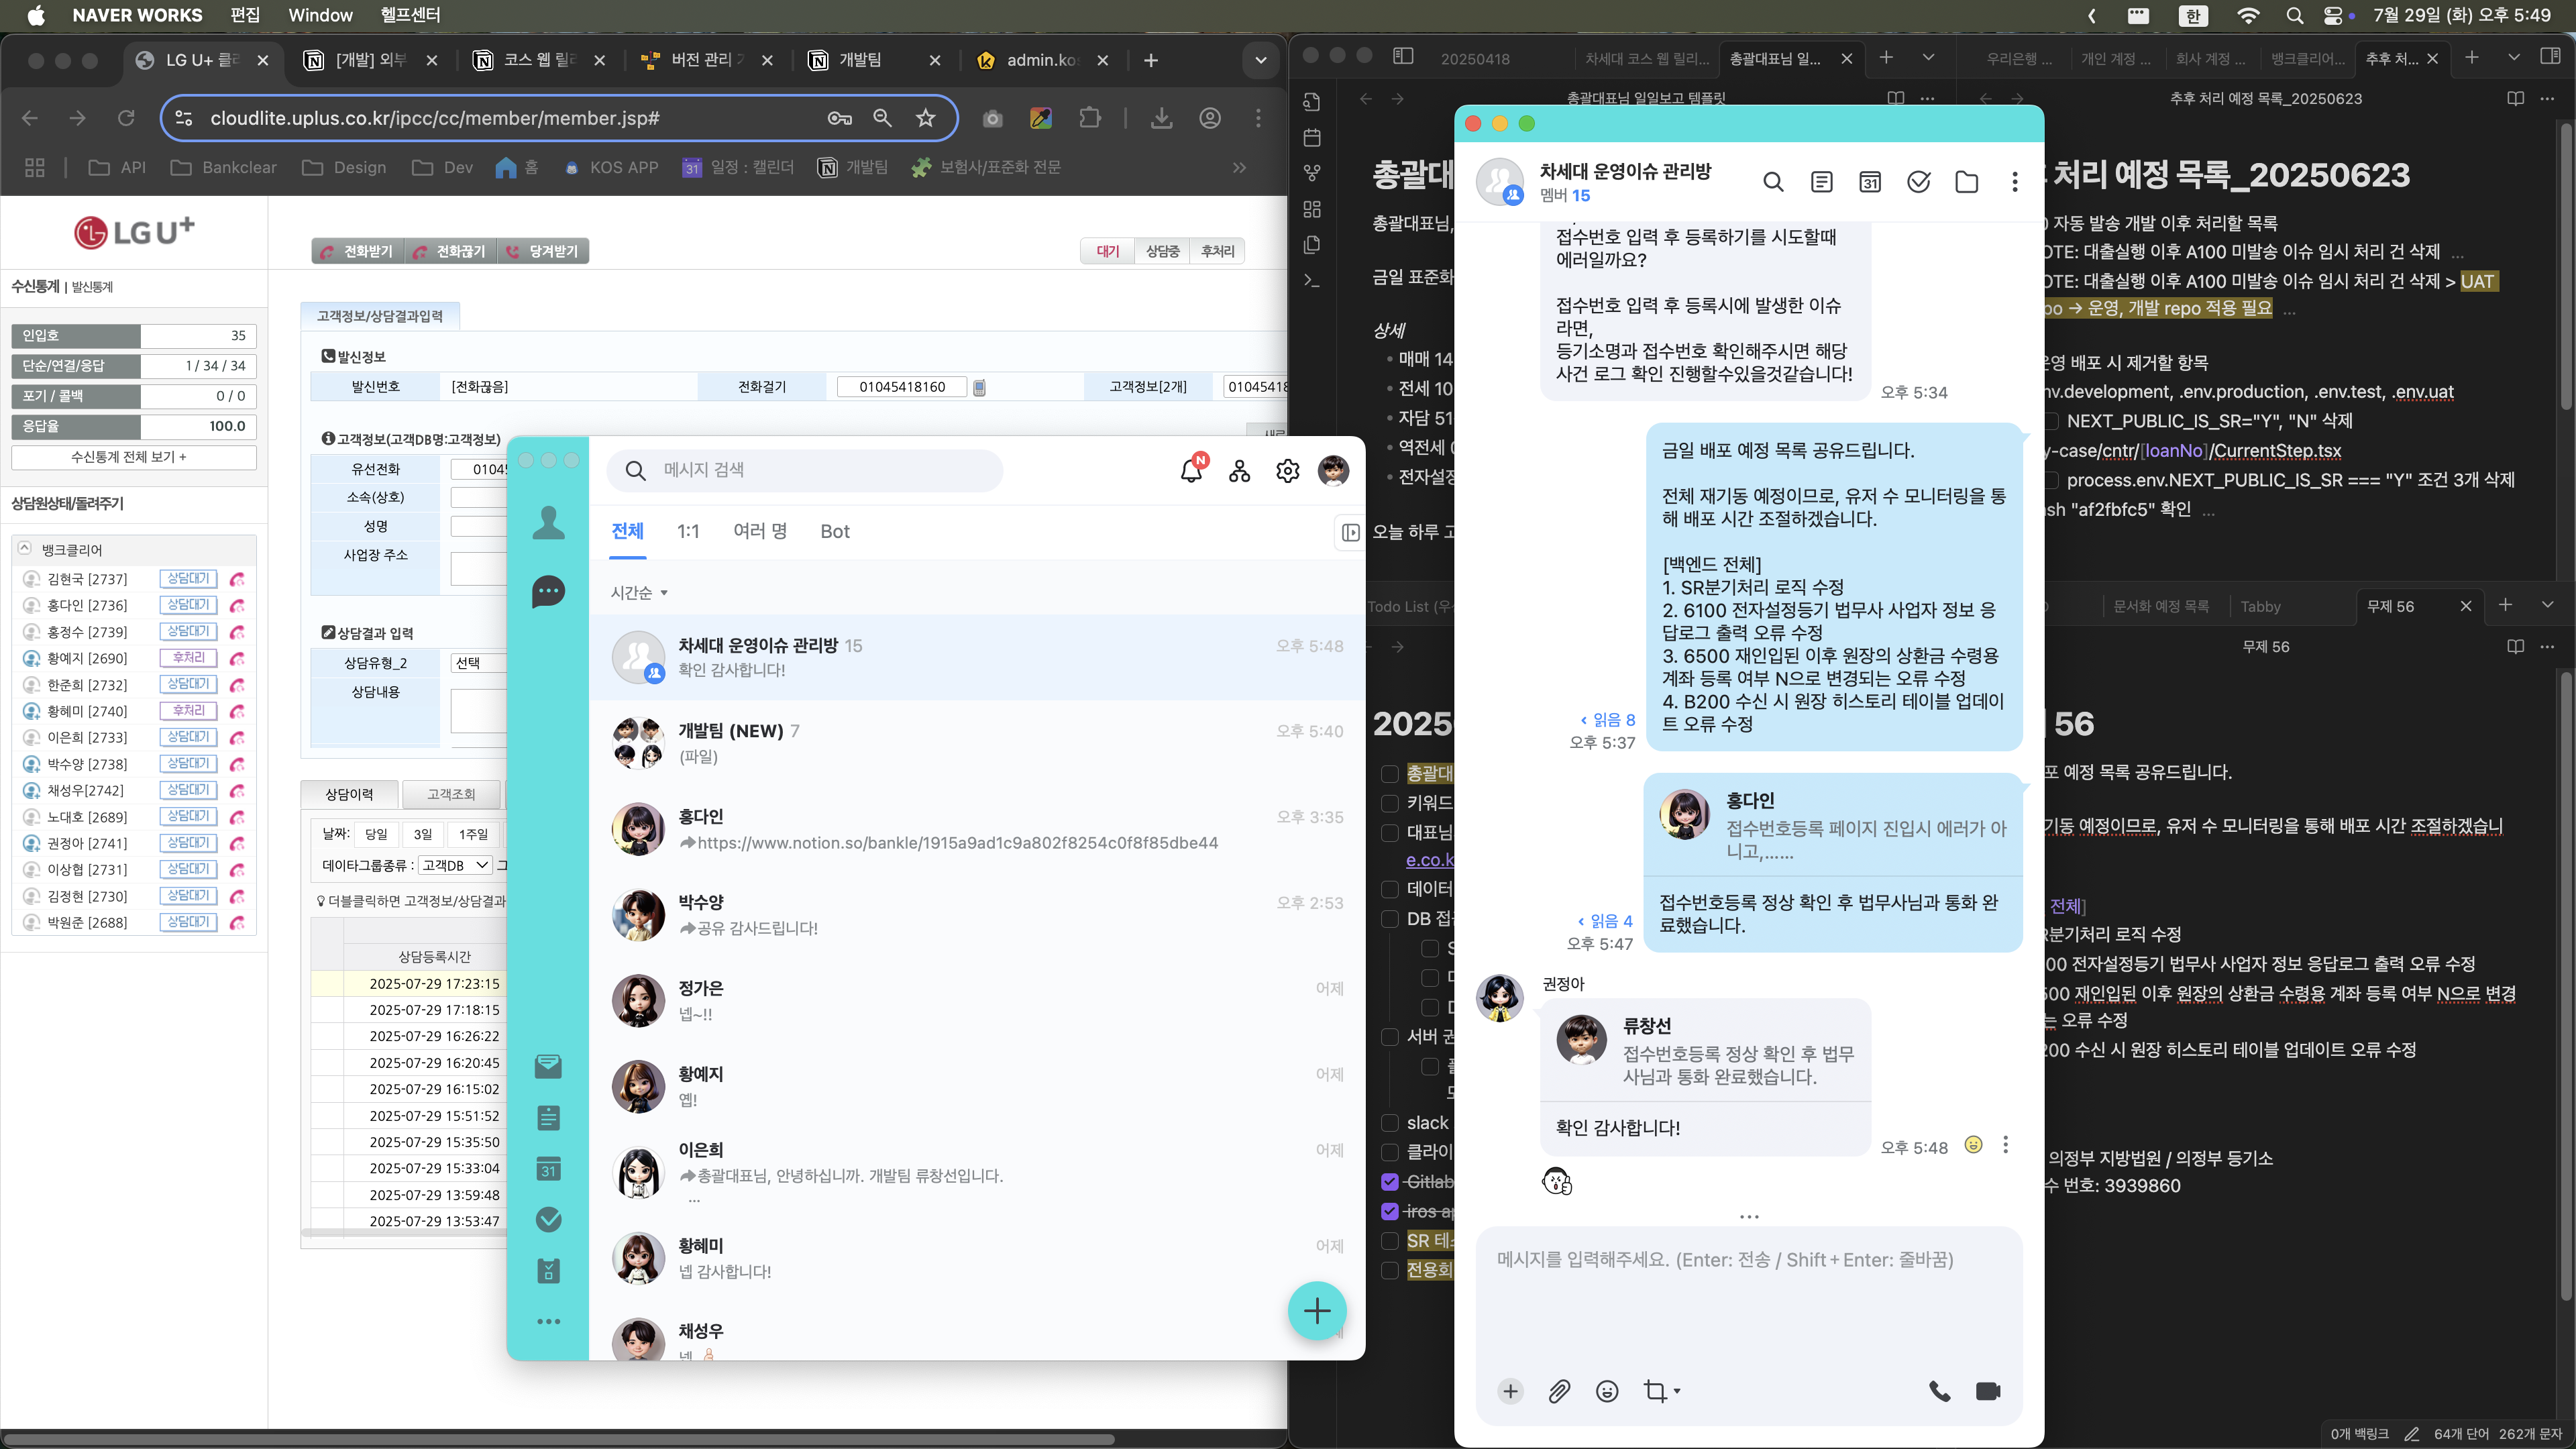 NAVER WORKS 편집 Window 헬프센터
한 7월 29일 (화) 오후 5:49
LG U+ 클라
[개발] 외부
코스 웹 릴리
버전 관리
개발팀
admin.kos
cloudlite.uplus.co.kr/ipcc/cc/member/member.jsp#
API Bankclear Design Dev 홈 KOS APP 일정 : 캘린더 개발팀 보험사/표준화 전문
LG U+
수신통계 | 발신통계
인입호 35
단순/연결/응답 1 / 34 / 34
포기 / 콜백 0 / 0
응답율 100.0
수신통계 전체 보기 +
상담원상태/돌려주기
뱅크클리어
김현국 [2737] 상담대기
홍다인 [2736] 상담대기
홍정수 [2739] 상담대기
황예지 [2690] 후처리
한준희 [2732] 상담대기
황혜미 [2740] 후처리
이은희 [2733] 상담대기
박수양 [2738] 상담대기
채성우[2742] 상담대기
노대호 [2689] 상담대기
권정아 [2741] 상담대기
이상협 [2731] 상담대기
김정현 [2730] 상담대기
박원준 [2688] 상담대기
전화받기 전화끊기 당겨받기
대기 상담중 후처리
고객정보/상담결과입력
발신정보
발신번호 [전화끊음] 전화걸기 01045418160 고객정보[2개] 0104541
고객정보(고객DB명:고객정보)
유선전화 0104
소속(상호)
성명
사업장 주소
상담결과 입력
상담유형_2 선택
상담내용
상담이력 고객조회
날짜: 당일 3일 1주일
데이타그룹종류 : 고객DB 그
더블클릭하면 고객정보/상담결과
상담등록시간
2025-07-29 17:23:15
2025-07-29 17:18:15
2025-07-29 16:26:22
2025-07-29 16:20:45
2025-07-29 16:15:02
2025-07-29 15:51:52
2025-07-29 15:35:50
2025-07-29 15:33:04
2025-07-29 13:59:48
2025-07-29 13:53:47
메시지 검색
N
전체 1:1 여러 명 Bot
시간순
차세대 운영이슈 관리방 15 오후 5:48
확인 감사합니다!
개발팀 (NEW) 7 오후 5:40
(파일)
홍다인 오후 3:35
https://www.notion.so/bankle/1915a9ad1c9a802f8254c0f8f85dbe44
박수양 오후 2:53
공유 감사드립니다!
정가은 어제
넵~!!
황예지 어제
옙!
이은희 어제
총괄대표님, 안녕하십니까. 개발팀 류창선입니다.
...
황혜미 어제
넵 감사합니다!
채성우
넵
20250418 차세대 코스 웹 릴리... 총괄대표님 일... 우리은행 ... 개인 계정 ... 회사 계정 ... 뱅크클리어... 추후 처...
총괄대표님 일일보고 템플릿
추후 처리 예정 목록_20250623
총괄대
총괄대표님,
금일 표준화
상세
매매 14
전세 10
자담 51
역전세
전자설정
오늘 하루 고
차세대 운영이슈 관리방
멤버 15
접수번호 입력 후 등록하기를 시도할때
에러일까요?
접수번호 입력 후 등록시에 발생한 이슈
라면,
등기소명과 접수번호 확인해주시면 해당
사건 로그 확인 진행할수있을것같습니다!
오후 5:34
금일 배포 예정 목록 공유드립니다.
전체 재기동 예정이므로, 유저 수 모니터링을 통
해 배포 시간 조절하겠습니다.
[백엔드 전체]
1. SR분기처리 로직 수정
2. 6100 전자설정등기 법무사 사업자 정보 응
답로그 출력 오류 수정
3. 6500 재인입된 이후 원장의 상환금 수령용
계좌 등록 여부 N으로 변경되는 오류 수정
4. B200 수신 시 원장 히스토리 테이블 업데이
트 오류 수정
읽음 8
오후 5:37
홍다인
접수번호등록 페이지 진입시 에러가 아
니고,......
접수번호등록 정상 확인 후 법무사님과 통화 완
료했습니다.
읽음 4
오후 5:47
권정아
류창선
접수번호등록 정상 확인 후 법무
사님과 통화 완료했습니다.
확인 감사합니다!
오후 5:48
메시지를 입력해주세요. (Enter: 전송 / Shift + Enter: 줄바꿈)
처리 예정 목록_20250623
자동 발송 개발 이후 처리할 목록
OTE: 대출실행 이후 A100 미발송 이슈 임시 처리 건 삭제 ...
OTE: 대출실행 이후 A100 미발송 이슈 임시 처리 건 삭제 > UAT
po → 운영, 개발 repo 적용 필요 ...
운영 배포 시 제거할 항목
nv.development, .env.production, .env.test, .env.uat
NEXT_PUBLIC_IS_SR="Y", "N" 삭제
y-case/cntr/[loanNo]/CurrentStep.tsx
process.env.NEXT_PUBLIC_IS_SR === "Y" 조건 3개 삭제
sh "af2fbfc5" 확인 ...
Todo List (우
문서화 예정 목록 Tabby 무제 56
무제 56
2025
총괄대
키워드
대표님
e.co.k
데이터
DB 접
서버 권
slack
클라이
Gitlab
iros a
SR 테
전용회
56
포 예정 목록 공유드립니다.
기동 예정이므로, 유저 수 모니터링을 통해 배포 시간 조절하겠습니
전체]
R분기처리 로직 수정
00 전자설정등기 법무사 사업자 정보 응답로그 출력 오류 수정
500 재인입된 이후 원장의 상환금 수령용 계좌 등록 여부 N으로 변경
는 오류 수정
200 수신 시 원장 히스토리 테이블 업데이트 오류 수정
의정부 지방법원 / 의정부 등기소
수 번호: 3939860
0개 백링크 64개 단어 262개 문자